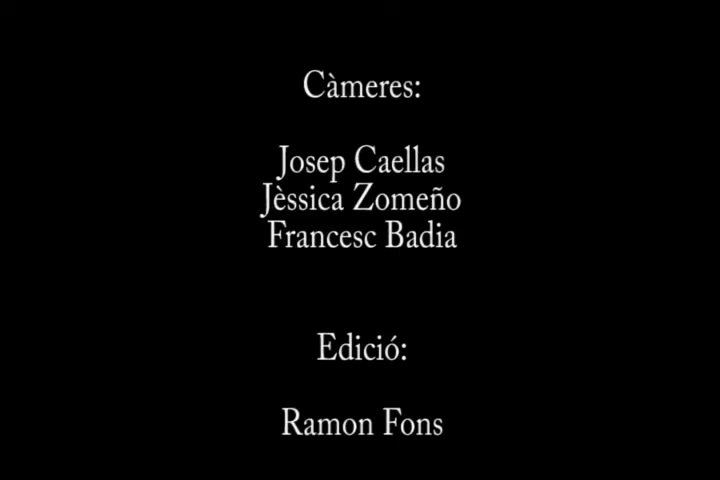 Càmeres:
Josep Caellas
Jèssica Zomeño
Francesc Badia
Edició:
Ramon Fons